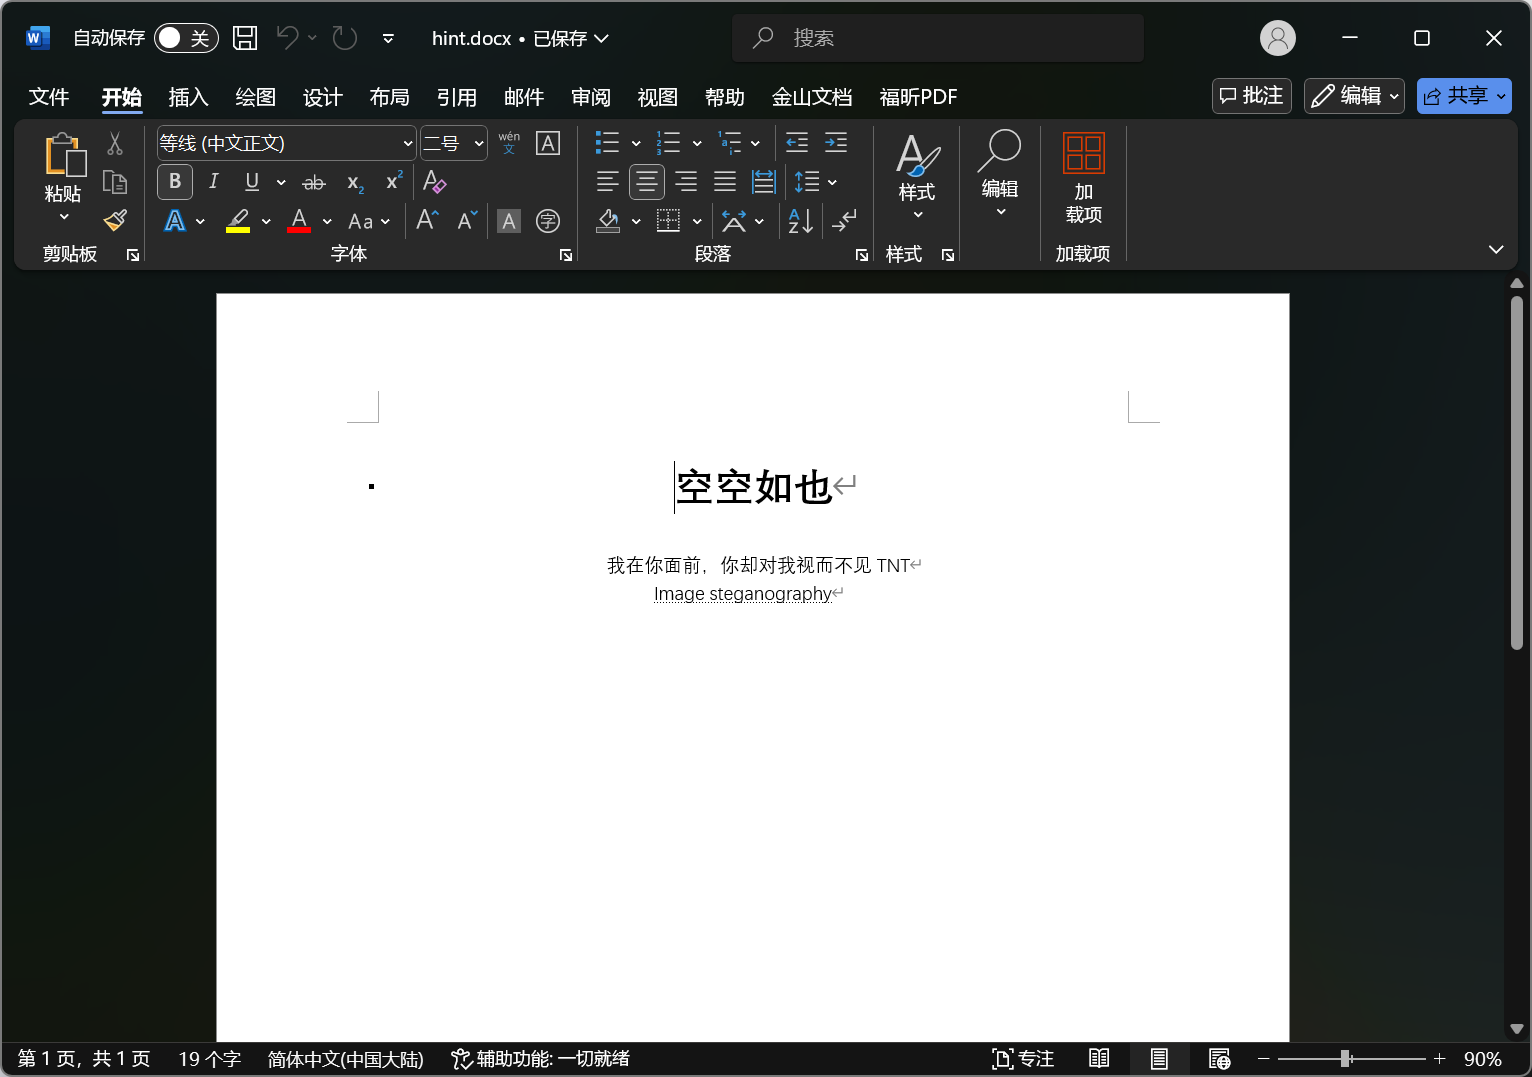 自动保存 关 hint.docx • 已保存 搜索
文件 开始 插入 绘图 设计 布局 引用 邮件 审阅 视图 帮助 金山文档 福昕PDF 批注 编辑 共享
粘贴
剪贴板
等线 (中文正文) 二号 wén 文 A
B I U ab x₂ x² A
A A Aa A A A 字
字体
段落
样式
样式
编辑
加
载项
加载项
空空如也
我在你面前，你却对我视而不见 TNT
Image steganography
第 1 页，共 1 页 19 个字 简体中文(中国大陆) 辅助功能: 一切就绪 专注 90%